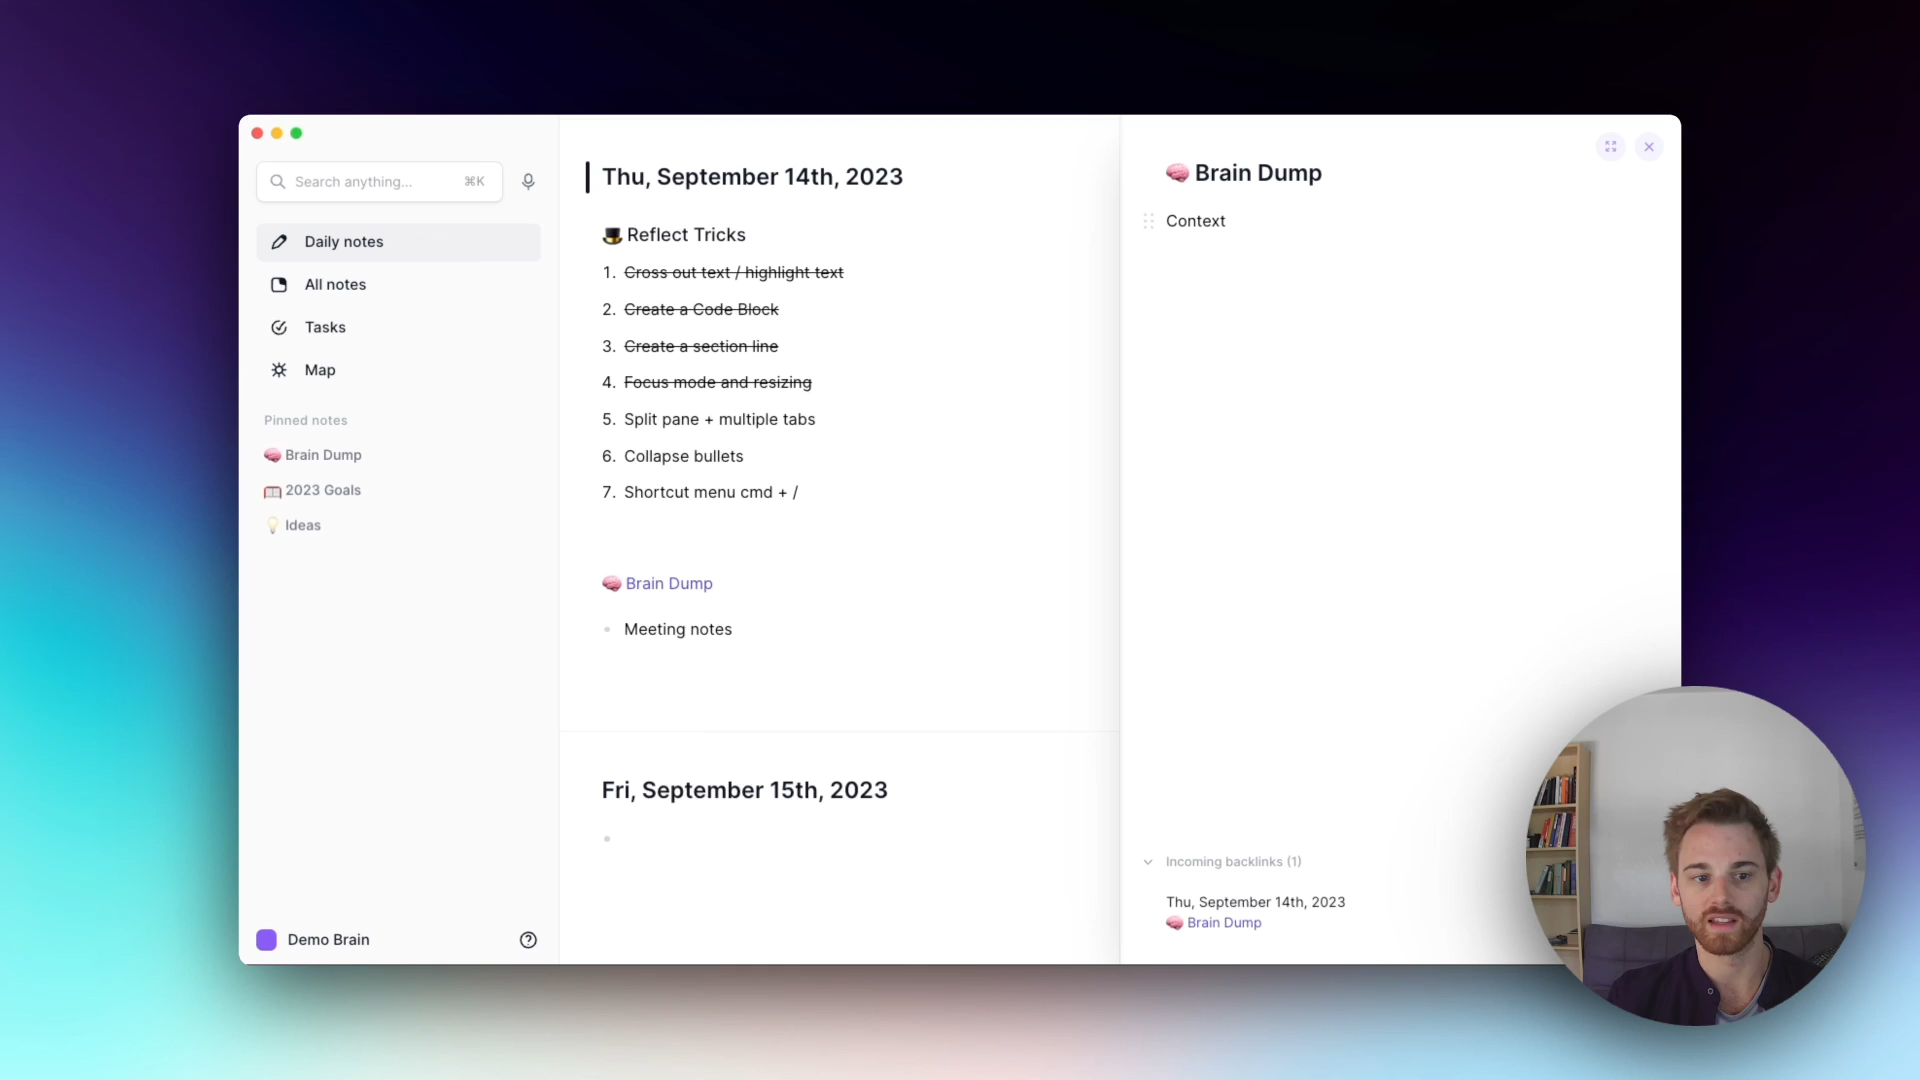 Search anything... ⌘K
Daily notes
All notes
Tasks
Map
Pinned notes
🧠 Brain Dump
📖 2023 Goals
💡 Ideas
Demo Brain
Thu, September 14th, 2023
🎩 Reflect Tricks
1. Cross out text / highlight text
2. Create a Code Block
3. Create a section line
4. Focus mode and resizing
5. Split pane + multiple tabs
6. Collapse bullets
7. Shortcut menu cmd + /
🧠 Brain Dump
Meeting notes
Fri, September 15th, 2023
🧠 Brain Dump
Context
Incoming backlinks (1)
Thu, September 14th, 2023
🧠 Brain Dump